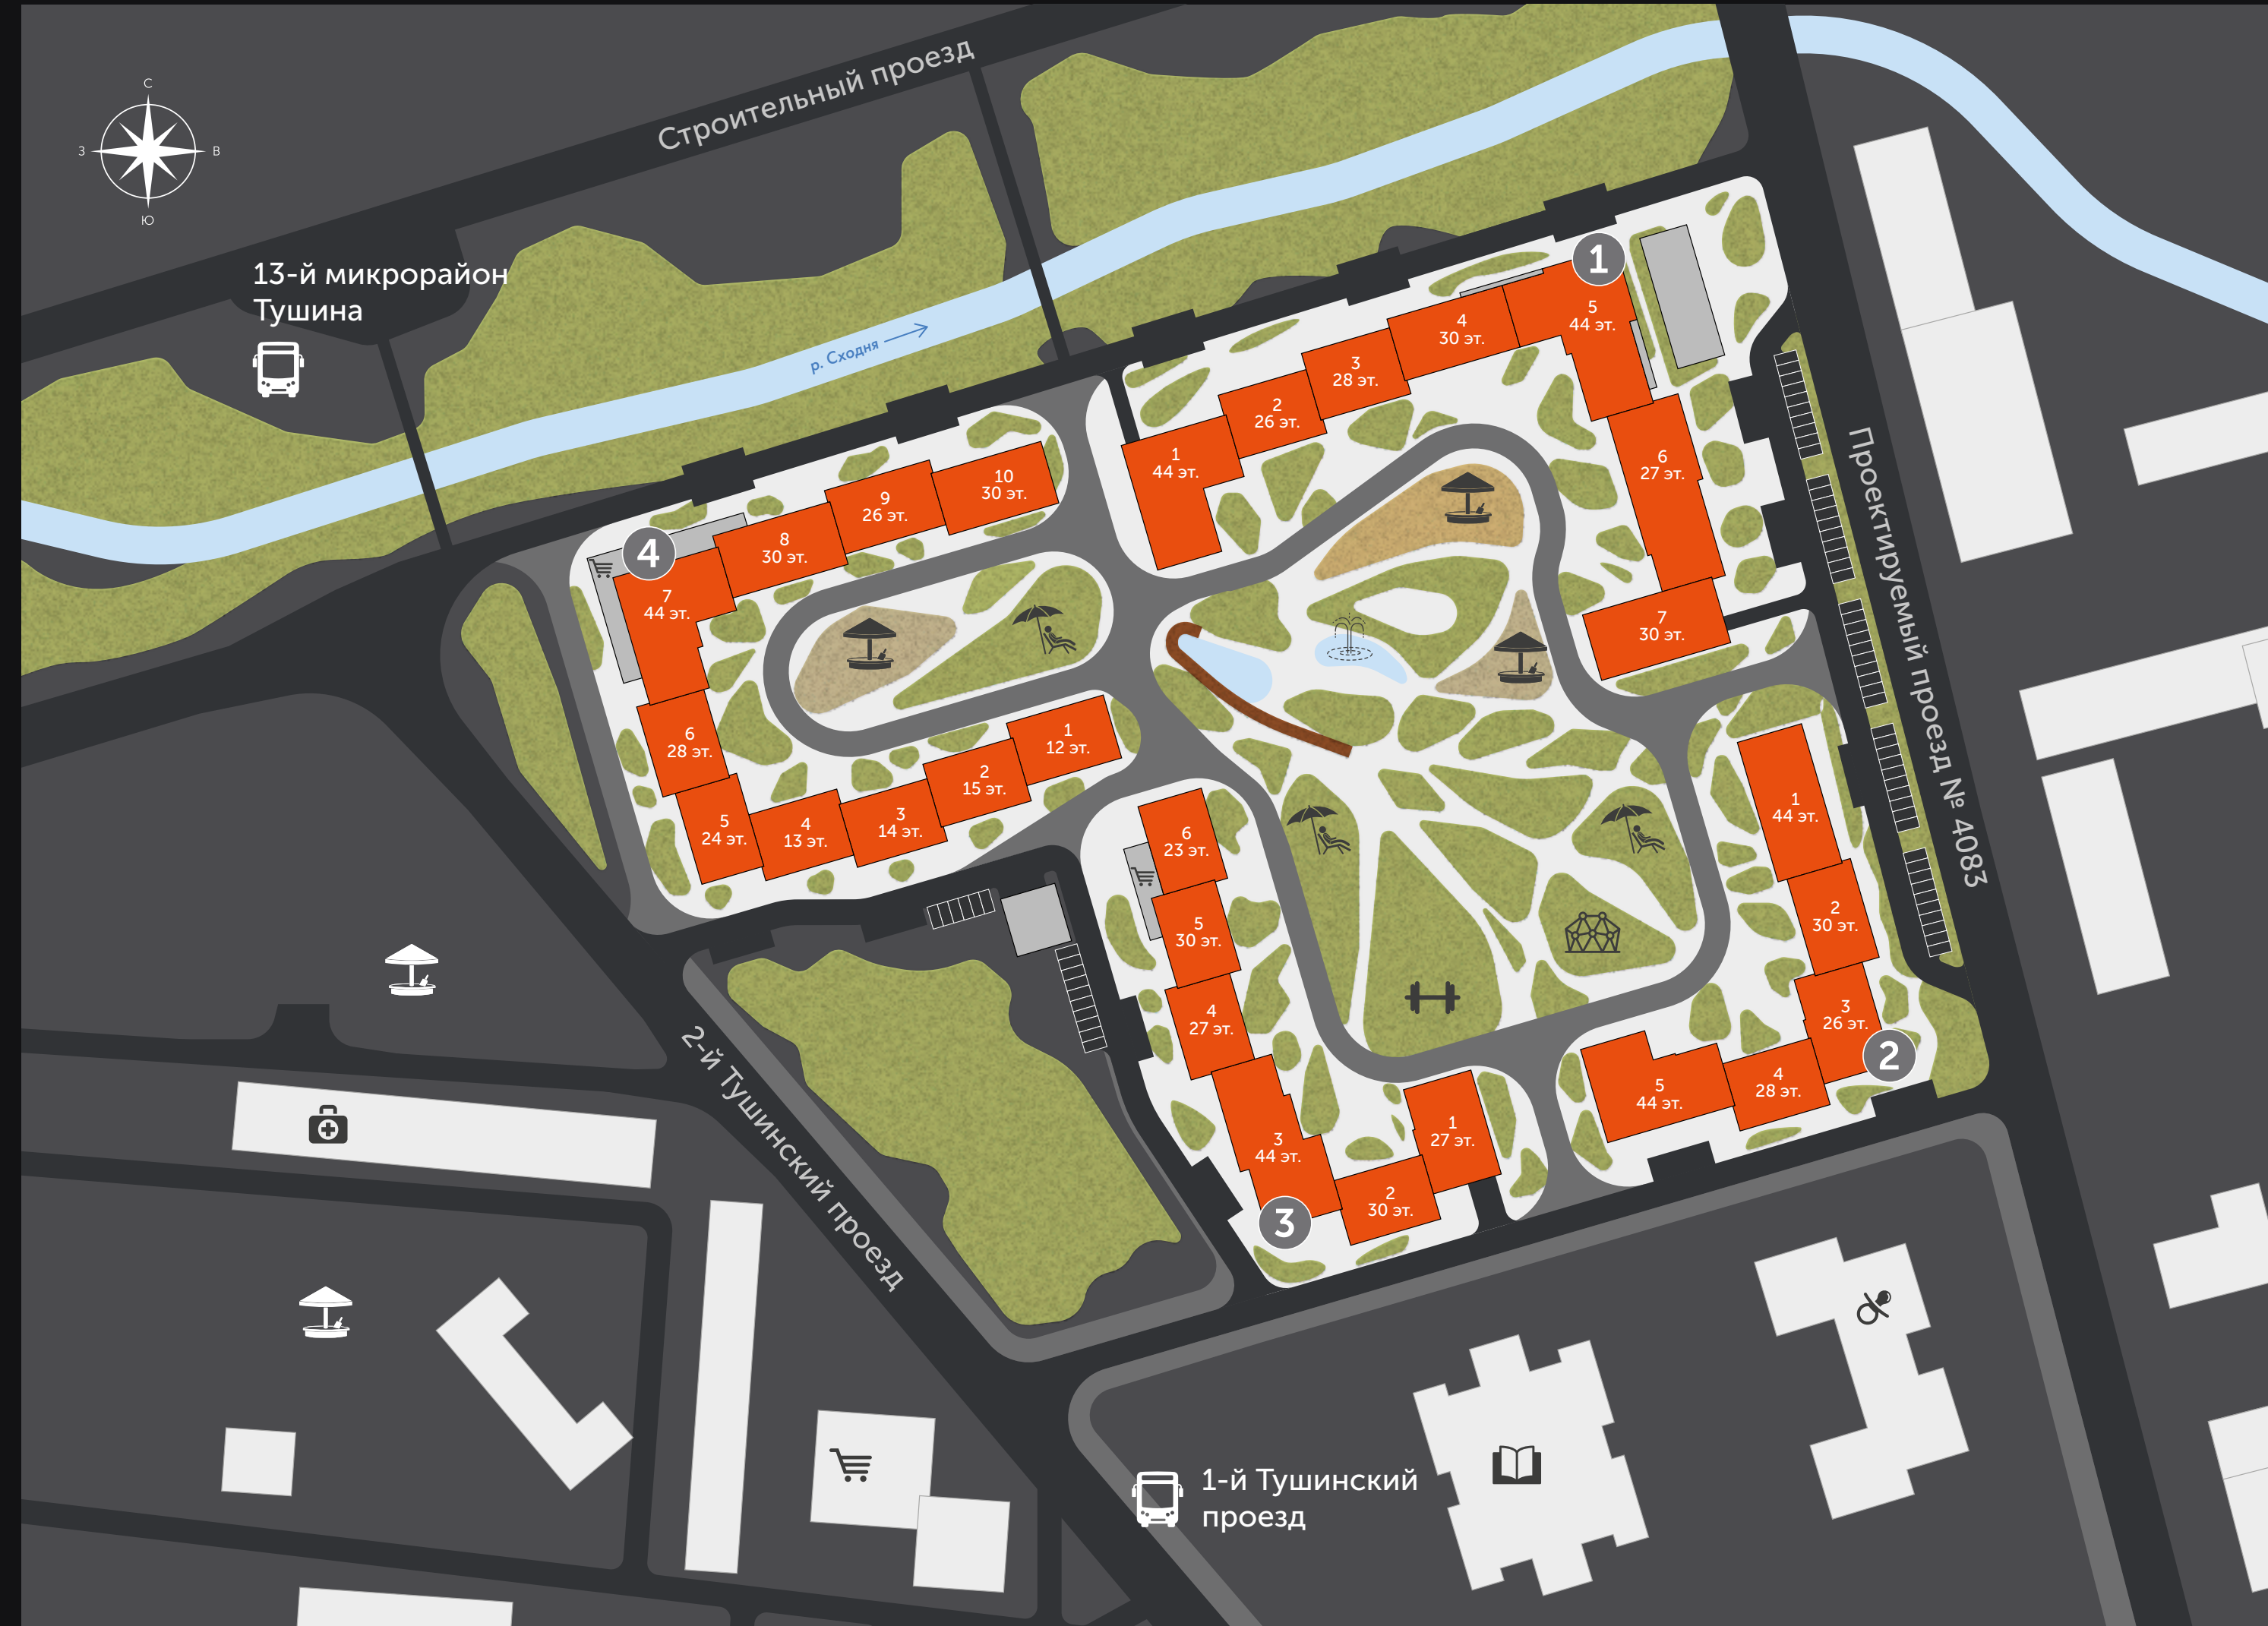 Строительный проезд
С
З
В
Ю
13-й микрорайон
Тушина
р. Сходня
Проектируемый проезд № 4083
1
5
44 эт.
4
30 эт.
3
28 эт.
2
26 эт.
1
44 эт.
6
27 эт.
7
30 эт.
4
10
30 эт.
9
26 эт.
8
30 эт.
7
44 эт.
6
28 эт.
5
24 эт.
4
13 эт.
3
14 эт.
2
15 эт.
1
12 эт.
1
44 эт.
2
30 эт.
3
26 эт.
2
4
28 эт.
5
44 эт.
6
23 эт.
5
30 эт.
4
27 эт.
3
44 эт.
3
2
30 эт.
1
27 эт.
2-й Тушинский проезд
1-й Тушинский
проезд